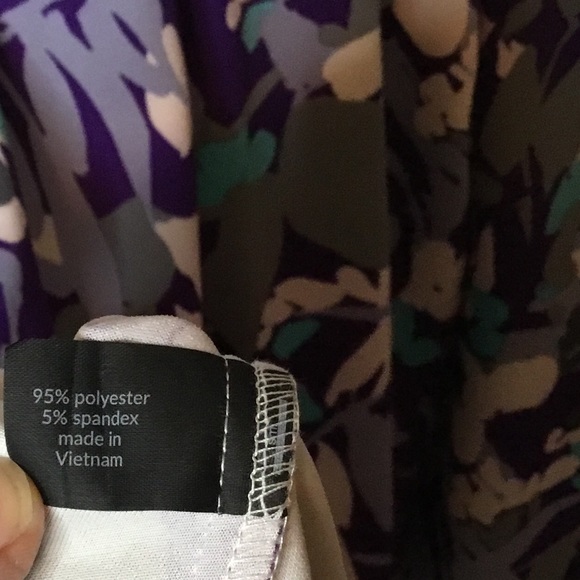 95% polyester
5% spandex
made in
Vietnam